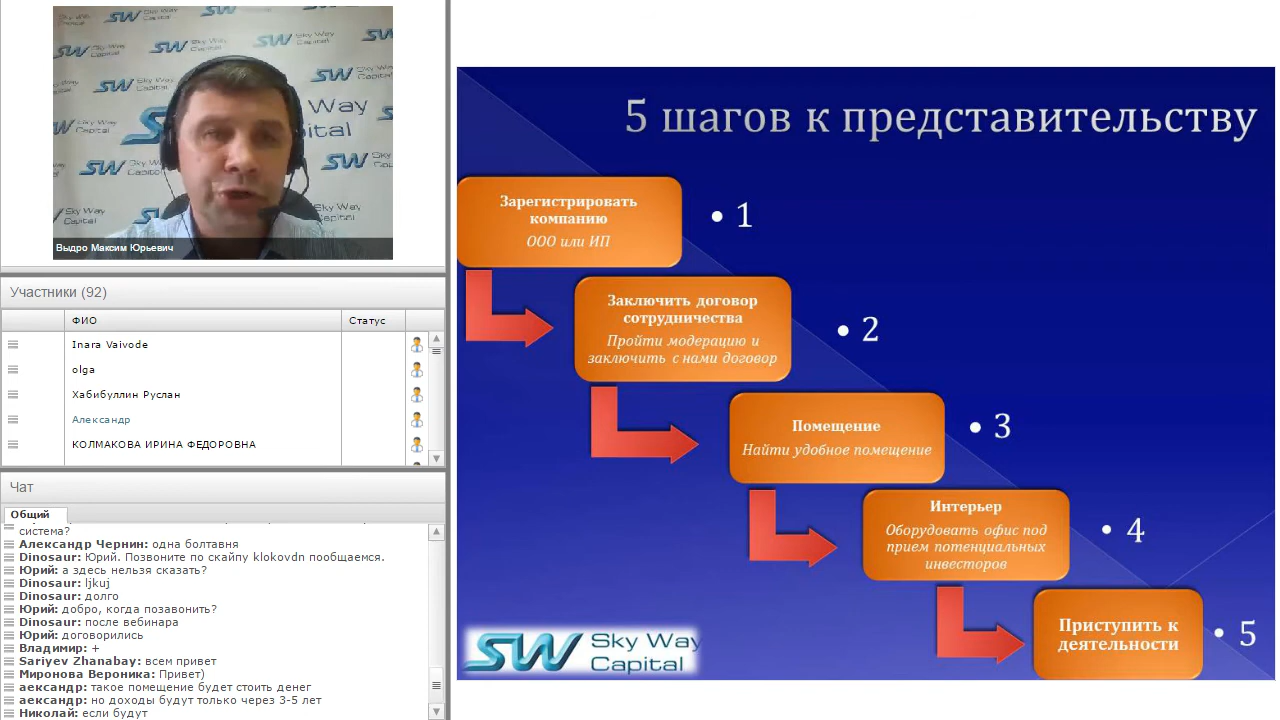 SW Sky Way Capital
Выдро Максим Юрьевич
Участники (92)
ФИО
Статус
Inara Vaivode
olga
Хабибуллин Руслан
Александр
КОЛМАКОВА ИРИНА ФЕДОРОВНА
Чат
Общий
система?
Александр Чернин: одна болтавня
Dinosaur: Юрий. Позвоните по скайпу klokovdn пообщаемся.
Юрий: а здесь нельзя сказать?
Dinosaur: ljkuj
Dinosaur: долго
Юрий: добро, когда позавонить?
Dinosaur: после вебинара
Юрий: договорились
Владимир: +
Sariyev Zhanabay: всем привет
Миронова Вероника: Привет)
аександр: такое помещение будет стоить денег
аександр: но доходы будут только через 3-5 лет
Николай: если будут
5 шагов к представительству
Зарегистрировать
компанию
ООО или ИП
• 1
Заключить договор
сотрудничества
Пройти модерацию и
заключить с нами договор
• 2
Помещение
Найти удобное помещение
• 3
Интерьер
Оборудовать офис под
прием потенциальных
инвесторов
• 4
Приступить к
деятельности
• 5
SW Sky Way
Capital